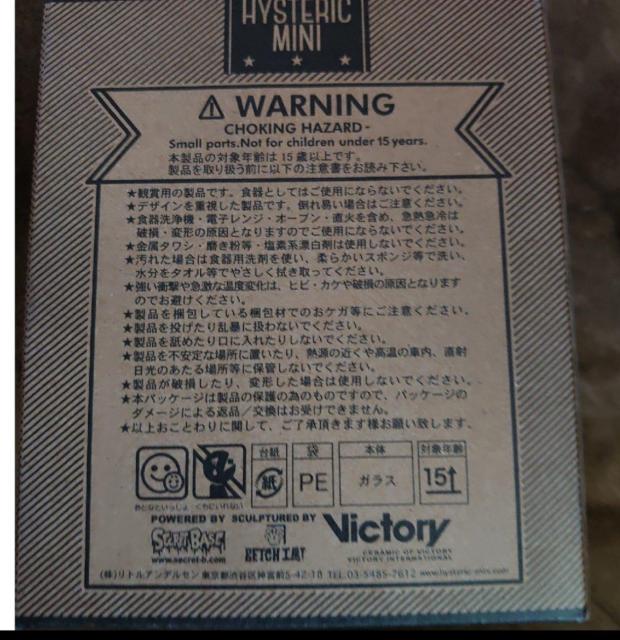 HYSTERIC
MINI
★ ★ ★
⚠ WARNING
CHOKING HAZARD-
Small parts.Not for children under 15 years.
本製品の対象年齢は 15 歳以上です。
製品を取り扱う前に以下の注意書をお読み下さい。
★観賞用の製品です。食器としてはご使用にならないでください。
★デザインを重視した製品です。倒れ易い場合はご注意ください。
★食器洗浄機・電子レンジ・オーブン・直火を含め、急熱急冷は
破損・変形の原因となりますのでご使用にならないでください。
★金属タワシ・磨き粉等・塩素系漂白剤は使用しないでください。
★汚れた場合は食器用洗剤を使い、柔らかいスポンジ等で洗い、
水分をタオル等でやさしく拭き取ってください。
★強い衝撃や急激な温度変化は、ヒビ・カケや破損の原因となります
のでお避けください。
★製品を梱包している梱包材でのおケガ等にご注意ください。
★製品を投げたり乱暴に扱わないでください。
★製品を舐めたり口に入れたりしないでください。
★製品を不安定な場所に置いたり、熱源の近くや高温の車内、直射
日光のあたる場所等に保管しないでください。
★製品が破損したり、変形した場合は使用しないでください。
★本パッケージは製品の保護の為のものですので、パッケージの
ダメージによる返品/交換はお受けできません。
★以上おことわりに関して、ご了承頂きます様お願い致します。
台紙 袋 本体 対象年齢
紙 PE ガラス 15↑
おとなといっしょ くちにいれない
POWERED BY SCULPTURED BY Victory
SECRET BASE KETCH IM!
www.secret-b.com CERAMIC OF VICTORY
VICTORY INTERNATIONAL
(株)リトルアンデルセン 東京都渋谷区神宮前5-42-18 TEL 03-5485-7612 www.hysteric-mini.com